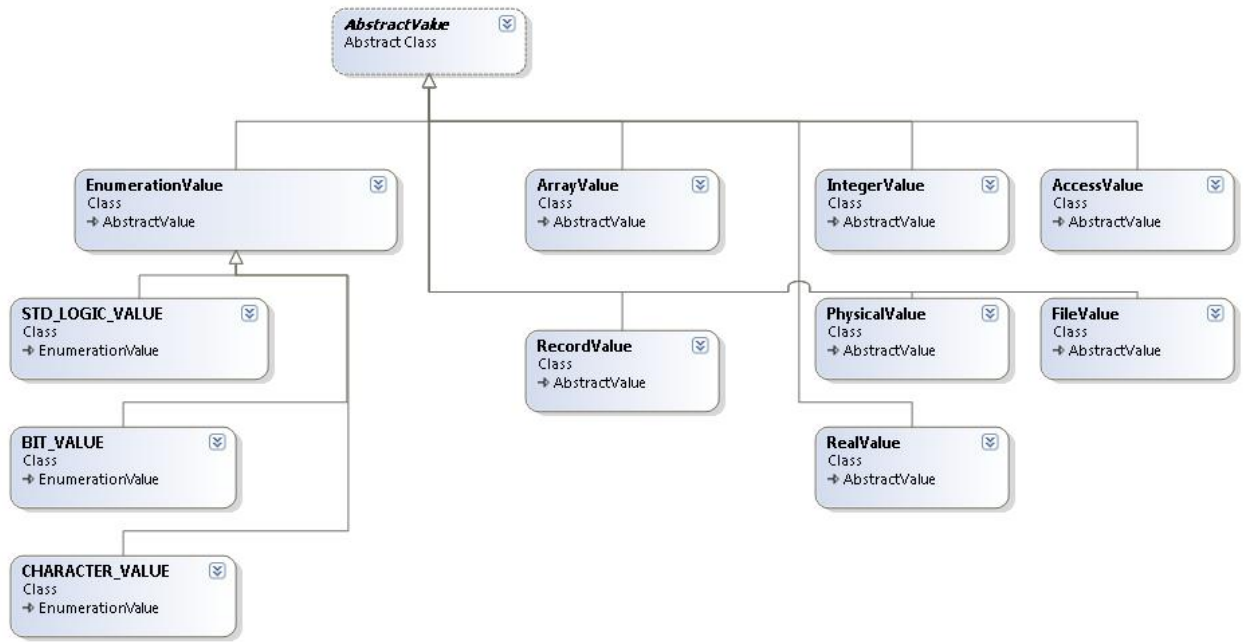 AbstractValue
Abstract Class
EnumerationValue
Class
AbstractValue
ArrayValue
Class
AbstractValue
IntegerValue
Class
AbstractValue
AccessValue
Class
AbstractValue
STD_LOGIC_VALUE
Class
EnumerationValue
RecordValue
Class
AbstractValue
PhysicalValue
Class
AbstractValue
FileValue
Class
AbstractValue
BIT_VALUE
Class
EnumerationValue
RealValue
Class
AbstractValue
CHARACTER_VALUE
Class
EnumerationValue